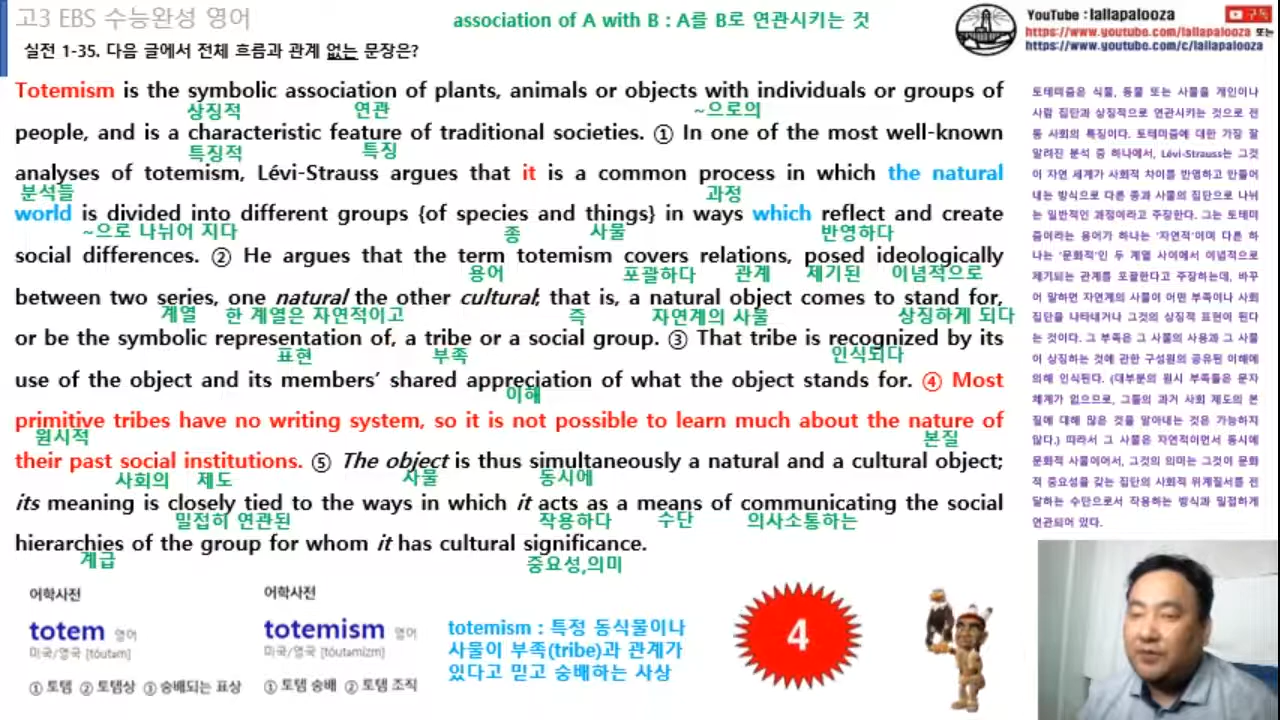 고3 EBS 수능완성 영어
association of A with B : A를 B로 연관시키는 것
YouTube : lallapalooza
구독
https://www.youtube.com/lallapalooza 또는
https://www.youtube.com/c/lallapalooza
실전 1-35. 다음 글에서 전체 흐름과 관계 없는 문장은?
Totemism is the symbolic association of plants, animals or objects with individuals or groups of
상징적 연관 ~으로의
people, and is a characteristic feature of traditional societies. ① In one of the most well-known
특징적 특징
analyses of totemism, Lévi-Strauss argues that it is a common process in which the natural
분석들 과정
world is divided into different groups {of species and things} in ways which reflect and create
~으로 나뉘어 지다 종 사물 반영하다
social differences. ② He argues that the term totemism covers relations, posed ideologically
용어 포괄하다 관계 제기된 이념적으로
between two series, one natural the other cultural; that is, a natural object comes to stand for,
계열 한 계열은 자연적이고 즉 자연계의 사물 상징하게 되다
or be the symbolic representation of, a tribe or a social group. ③ That tribe is recognized by its
표현 부족 인식되다
use of the object and its members’ shared appreciation of what the object stands for. ④ Most
이해
primitive tribes have no writing system, so it is not possible to learn much about the nature of
원시적 본질
their past social institutions. ⑤ The object is thus simultaneously a natural and a cultural object;
사회의 제도 사물 동시에
its meaning is closely tied to the ways in which it acts as a means of communicating the social
밀접히 연관된 작용하다 수단 의사소통하는
hierarchies of the group for whom it has cultural significance.
계급 중요성,의미
토테미즘은 식물, 동물 또는 사물을 개인이나
사람 집단과 상징적으로 연관시키는 것으로 전
통 사회의 특징이다. 토테미즘에 대한 가장 잘
알려진 분석 중 하나에서, Lévi-Strauss는 그것
이 자연 세계가 사회적 차이를 반영하고 만들어
내는 방식으로 다른 종과 사물의 집단으로 나뉘
는 일반적인 과정이라고 주장한다. 그는 토테미
즘이라는 용어가 하나는 '자연적'이며 다른 하
나는 '문화적'인 두 계열 사이에서 이념적으로
제기되는 관계를 포괄한다고 주장하는데, 바꾸
어 말하면 자연계의 사물이 어떤 부족이나 사회
집단을 나타내거나 그것의 상징적 표현이 된다
는 것이다. 그 부족은 그 사물의 사용과 그 사물
이 상징하는 것에 관한 구성원의 공유된 이해에
의해 인식된다. (대부분의 원시 부족들은 문자
체계가 없으므로, 그들의 과거 사회 제도의 본
질에 대해 많은 것을 알아내는 것은 가능하지
않다.) 따라서 그 사물은 자연적이면서 동시에
문화적 사물이어서, 그것의 의미는 그것이 문화
적 중요성을 갖는 집단의 사회적 위계질서를 전
달하는 수단으로서 작용하는 방식과 밀접하게
연관되어 있다.
어학사전
totem 영어
미국/영국 [tóutəm]
① 토템 ② 토템상 ③ 숭배되는 표상
어학사전
totemism 영어
미국/영국 [tóutəmìzm]
① 토템 숭배 ② 토템 조직
totemism : 특정 동식물이나
사물이 부족(tribe)과 관계가
있다고 믿고 숭배하는 사상
4